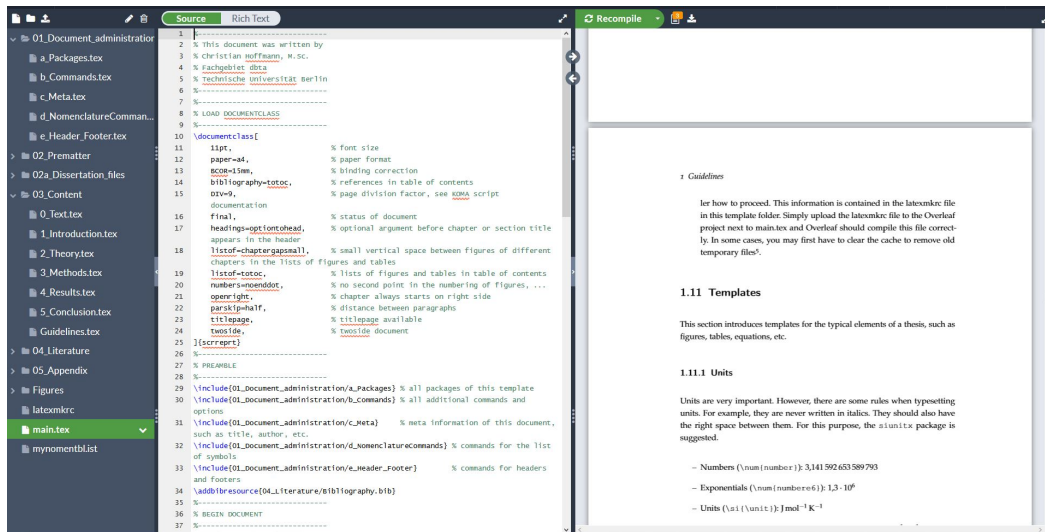 Source Rich Text
Recompile
01_Document_administration
a_Packages.tex
b_Commands.tex
c_Meta.tex
d_NomenclatureComman...
e_Header_Footer.tex
02_Prematter
02a_Dissertation_files
03_Content
0_Text.tex
1_Introduction.tex
2_Theory.tex
3_Methods.tex
4_Results.tex
5_Conclusion.tex
Guidelines.tex
04_Literature
05_Appendix
Figures
latexmkrc
main.tex
mynomentbl.ist
1 %-----------------------------
2 % This document was written by
3 % Christian Hoffmann, M.Sc.
4 % Fachgebiet dbta
5 % Technische Universität Berlin
6 %-----------------------------
7 %-----------------------------
8 % LOAD DOCUMENTCLASS
9 %-----------------------------
10 \documentclass[
11 11pt, % font size
12 paper=a4, % paper format
13 BCOR=15mm, % binding correction
14 bibliography=totoc, % references in table of contents
15 DIV=9, % page division factor, see KOMA script
documentation
16 final, % status of document
17 headings=optiontohead, % optional argument before chapter or section title
appears in the header
18 listof=chaptergapsmall, % small vertical space between figures of different
chapters in the lists of figures and tables
19 listof=totoc, % lists of figures and tables in table of contents
20 numbers=noenddot, % no second point in the numbering of figures, ...
21 openright, % chapter always starts on right side
22 parskip=half, % distance between paragraphs
23 titlepage, % titlepage available
24 twoside, % twoside document
25 ]{scrreprt}
26 %-----------------------------
27 % PREAMBLE
28 %-----------------------------
29 \include{01_Document_administration/a_Packages} % all packages of this template
30 \include{01_Document_administration/b_Commands} % all additional commands and
options
31 \include{01_Document_administration/c_Meta} % meta information of this document,
such as title, author, etc.
32 \include{01_Document_administration/d_NomenclatureCommands} % commands for the list
of symbols
33 \include{01_Document_administration/e_Header_Footer} % commands for headers
and footers
34 \addbibresource{04_Literature/Bibliography.bib}
35 %-----------------------------
36 % BEGIN DOCUMENT
37 %-----------------------------
1 Guidelines
ler how to proceed. This information is contained in the latexmkrc file
in this template folder. Simply upload the latexmkrc file to the Overleaf
project next to main.tex and Overleaf should compile this file correct-
ly. In some cases, you may first have to clear the cache to remove old
temporary files⁵.
1.11 Templates
This section introduces templates for the typical elements of a thesis, such as
figures, tables, equations, etc.
1.11.1 Units
Units are very important. However, there are some rules when typesetting
units. For example, they are never written in italics. They should also have
the right space between them. For this purpose, the siunitx package is
suggested.
– Numbers (\num{number}): 3,141 592 653 589 793
– Exponentials (\num{numbere6}): 1,3 · 10⁶
– Units (\si{\unit}): J mol⁻¹ K⁻¹